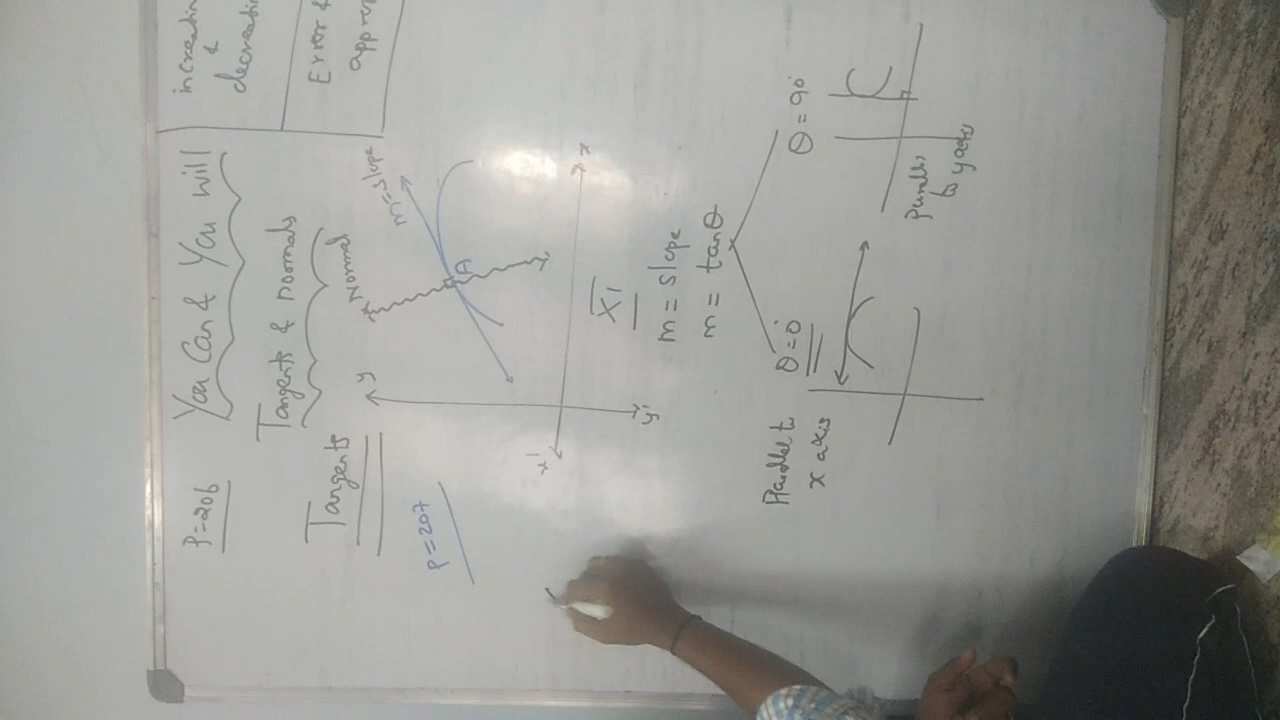 P=206
You Can & You will
Tangents & normals
Tangents
Normal
m=slope
P=207
y
A
x'
x
y'
XI
m = slope
m = tanθ
θ=0°
θ = 90°
Parallel to
x axis
Parallel
to y axis
increasing
&
decreasing
Error &